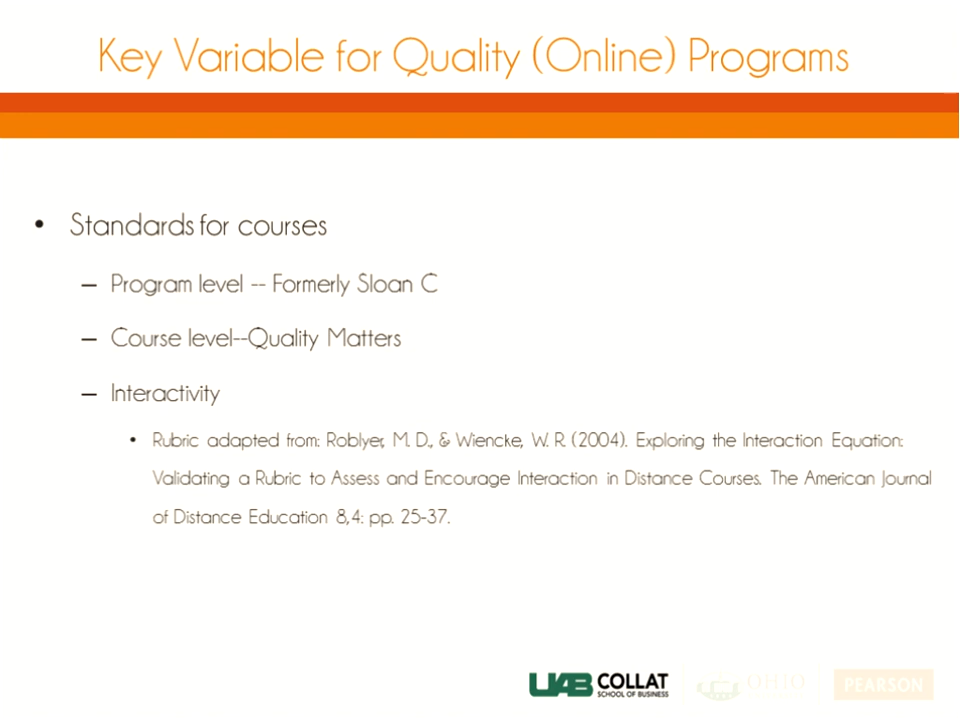 Key Variable for Quality (Online) Programs
• Standards for courses
– Program level -- Formerly Sloan C
– Course level--Quality Matters
– Interactivity
• Rubric adapted from: Roblyer, M. D., & Wiencke, W. R. (2004). Exploring the Interaction Equation:
Validating a Rubric to Assess and Encourage Interaction in Distance Courses. The American Journal
of Distance Education 8,4: pp. 25-37.
UAB COLLAT
SCHOOL OF BUSINESS
OHIO
PEARSON